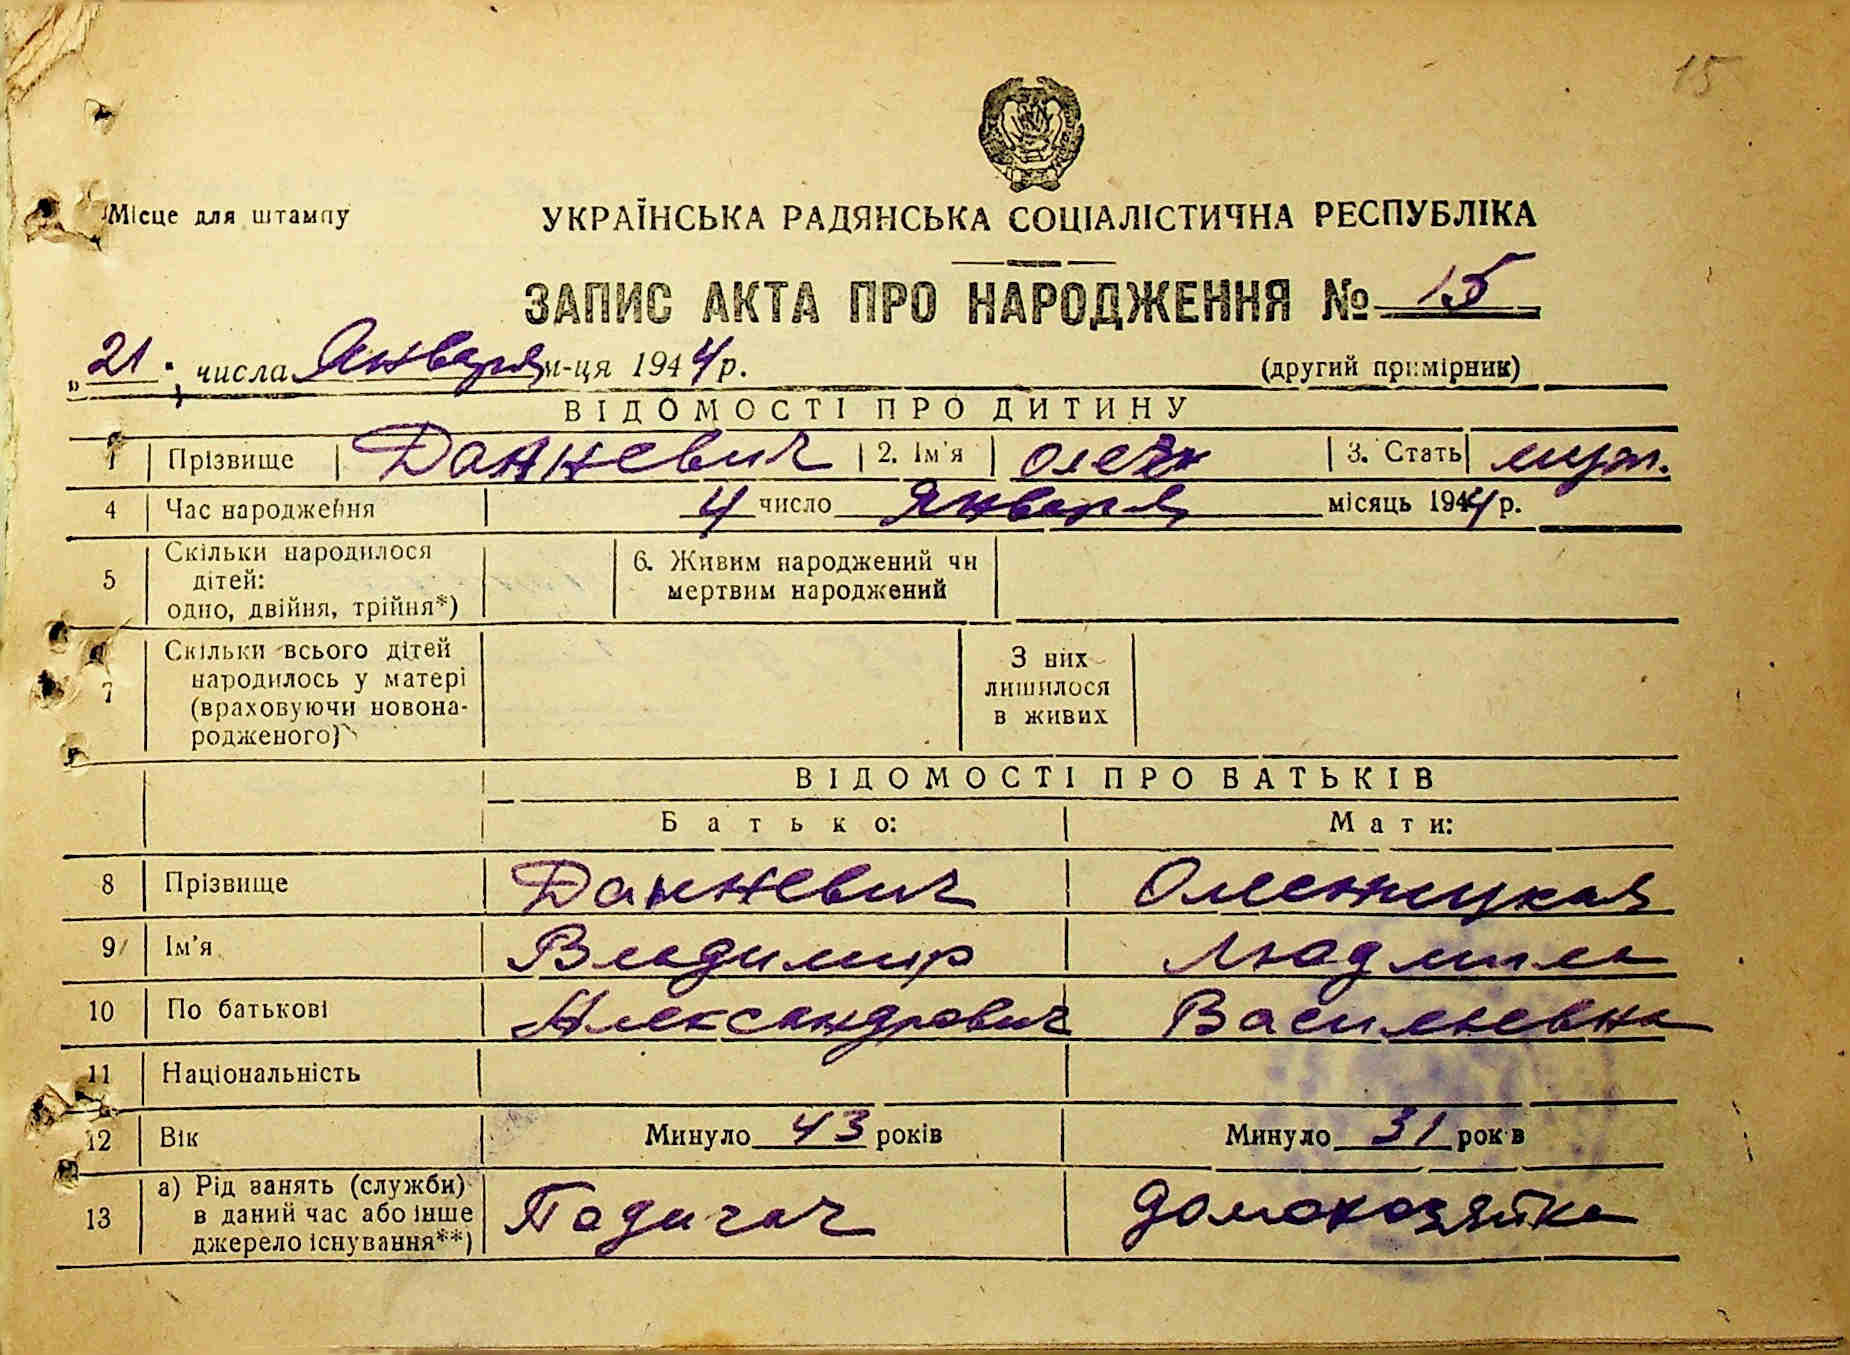 15
Місце для штампу
УКРАЇНСЬКА РАДЯНСЬКА СОЦІАЛІСТИЧНА РЕСПУБЛІКА
ЗАПИС АКТА ПРО НАРОДЖЕННЯ № 15
„21" числа Января м-ця 1944 р. (другий примірник)
ВІДОМОСТІ ПРО ДИТИНУ
1 Прізвище Данкевич 2. Ім'я Олег 3. Стать муж.
4 Час народження 4 число Января місяць 1944 р.
5 Скільки народилося дітей: одно, двійня, трійня*) 6. Живим народжений чи мертвим народжений
7 Скільки всього дітей народилось у матері (враховуючи новонародженого) З них лишилося в живих
ВІДОМОСТІ ПРО БАТЬКІВ
Батько: Мати:
8 Прізвище Данкевич
9 Ім'я Владимир Людмила
10 По батькові Александрович Васильевна
11 Національність
12 Вік Минуло 43 років Минуло 31 років
13 а) Рід занять (служби) в даний час або інше джерело існування**) домохозяйка